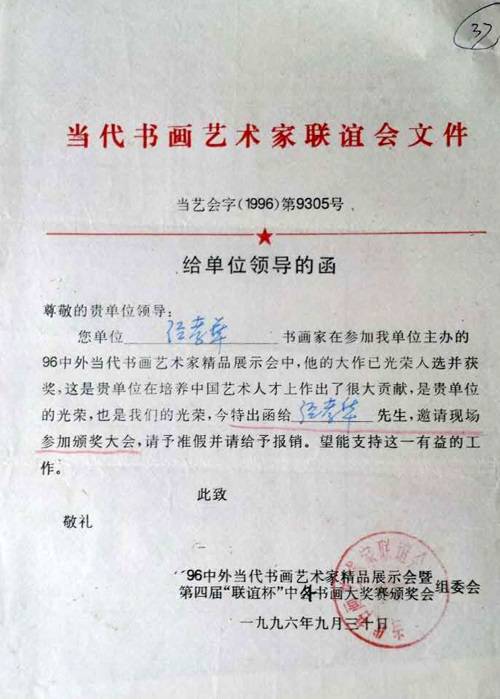 37
当代书画艺术家联谊会文件
当艺会字(1996)第9305号
给单位领导的函
尊敬的贵单位领导：
您单位 孝华 书画家在参加我单位主办的
96中外当代书画艺术家精品展示会中，他的大作已光荣入选并获
奖，这是贵单位在培养中国艺术人才上作出了很大贡献，是贵单位
的光荣，也是我们的光荣，今特出函给 孝华 先生，邀请现场
参加颁奖大会，请予准假并请给予报销。望能支持这一有益的工
作。
此致
敬礼
'96中外当代书画艺术家精品展示会暨
第四届“联谊杯”中外书画大奖赛颁奖会 组委会
一九九六年九月三十日